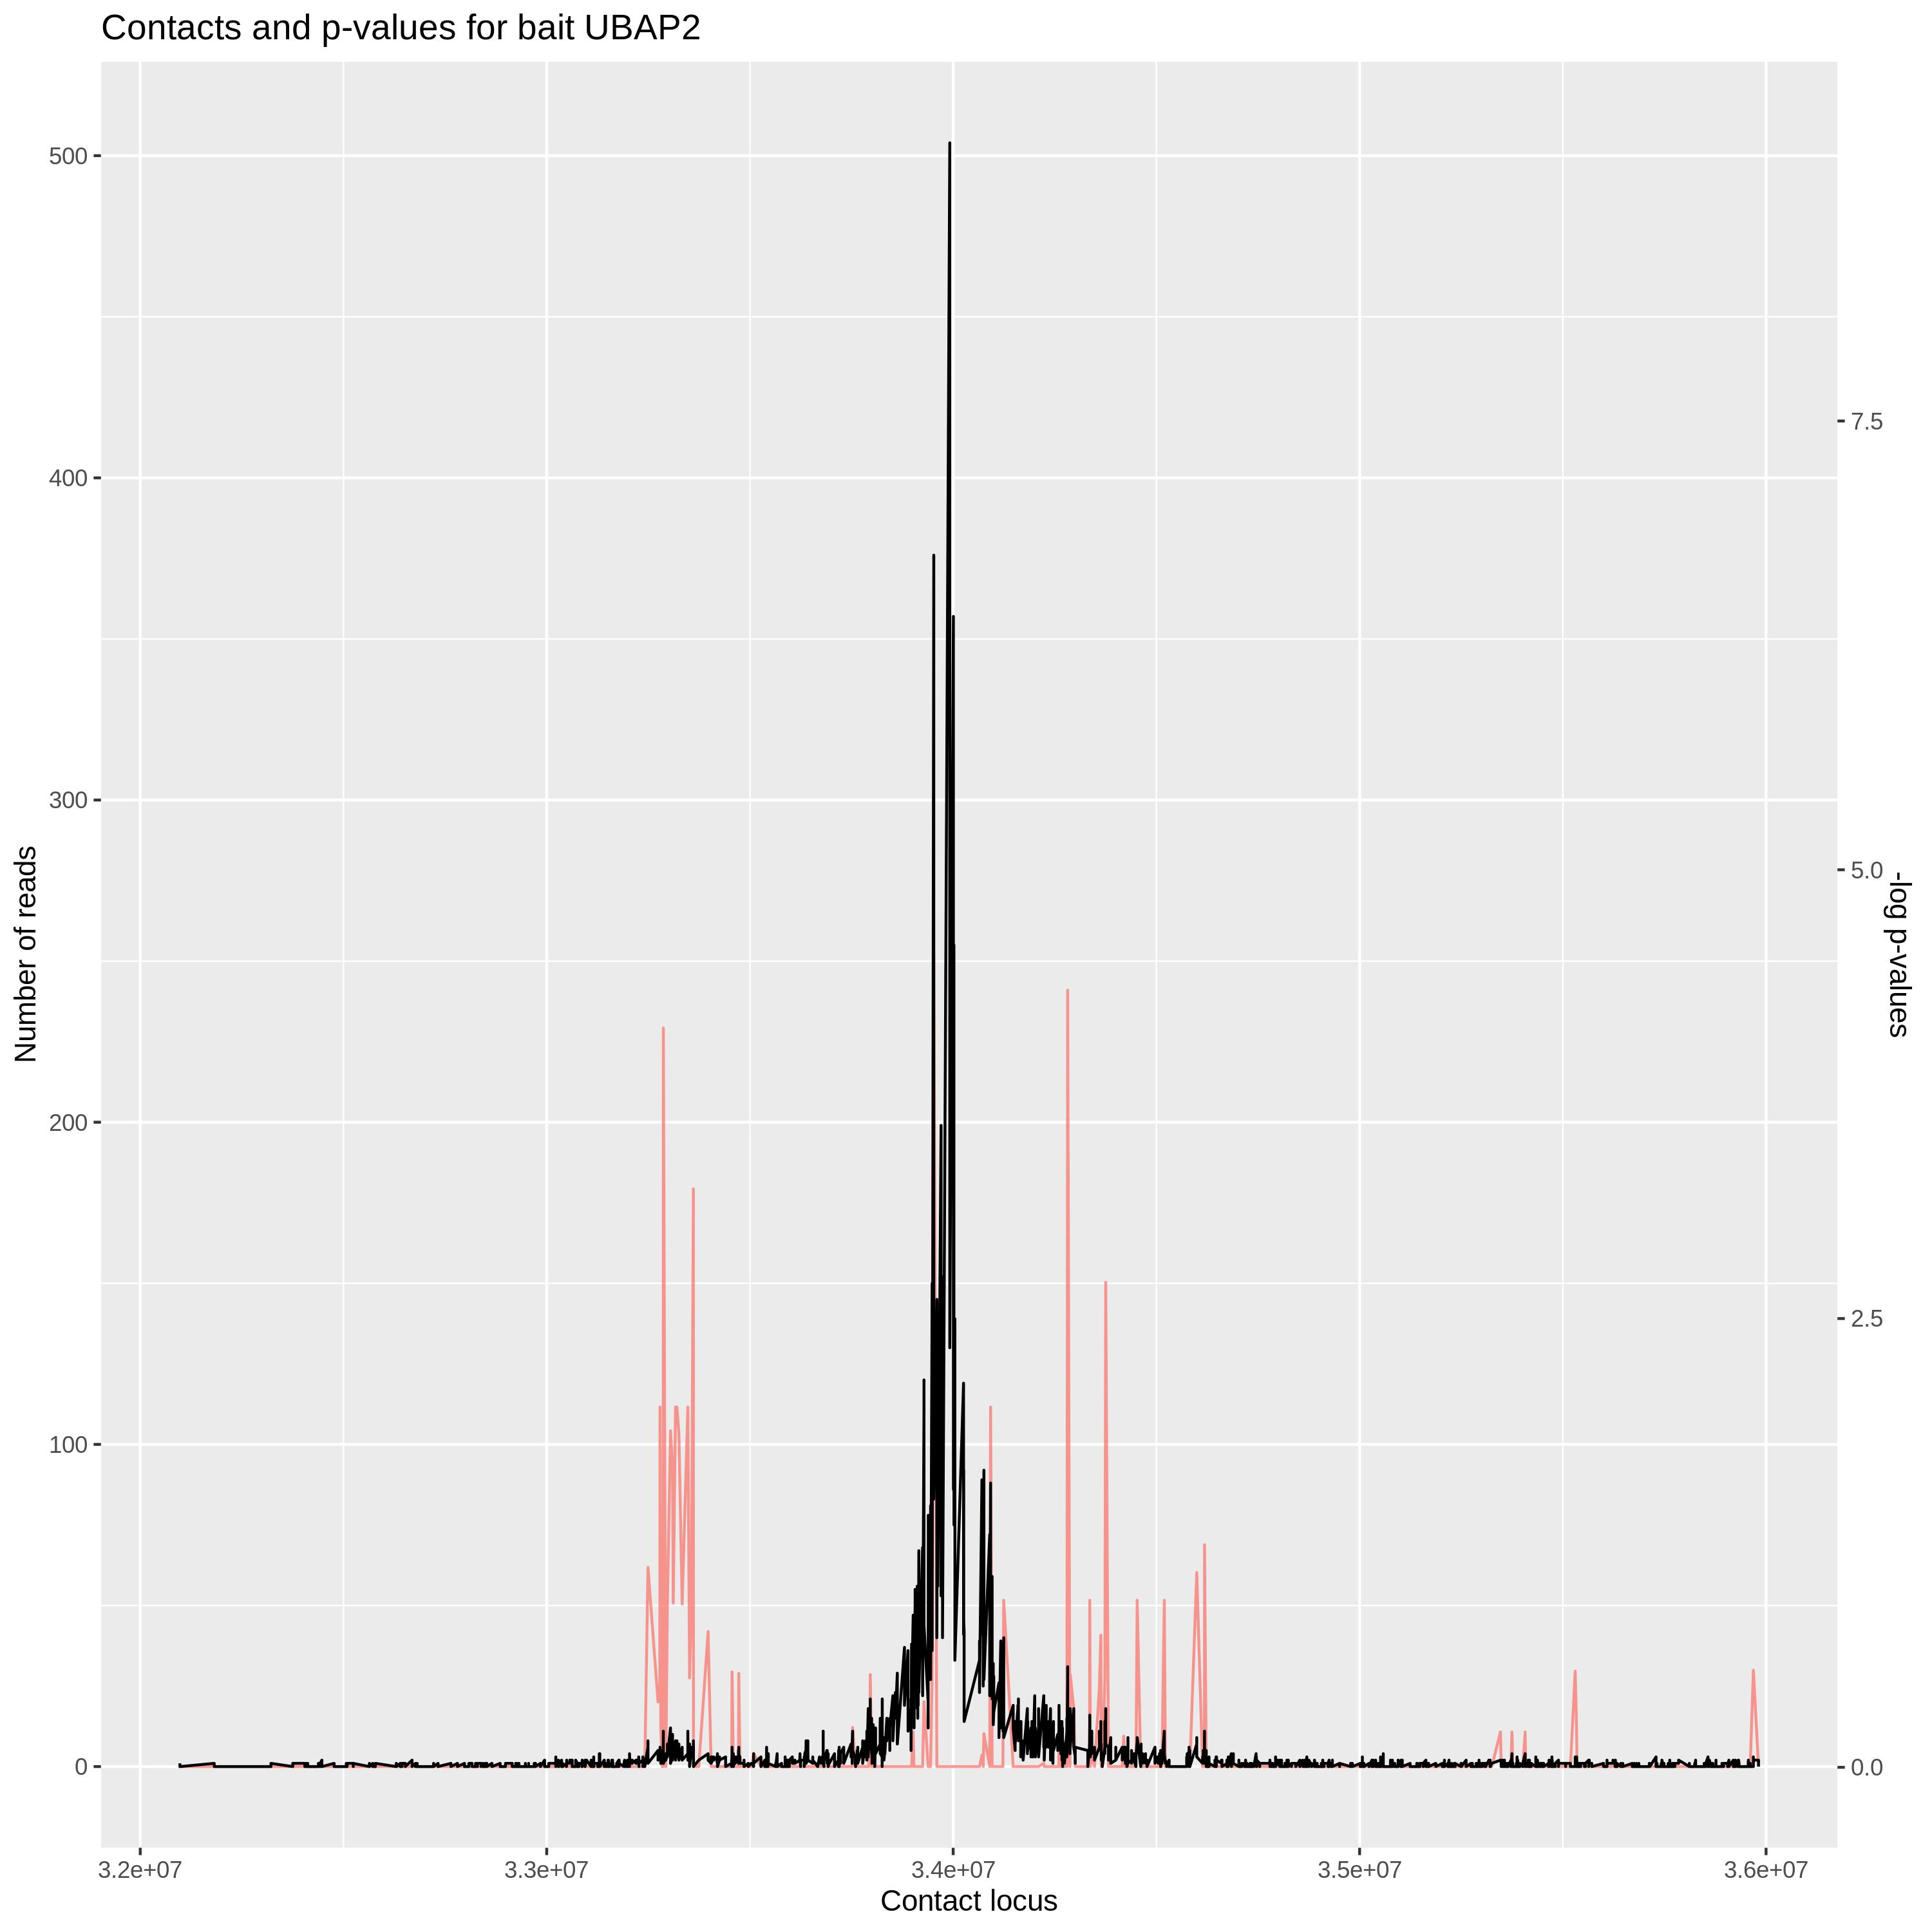 Contacts and p-values for bait UBAP2
500
400
300
200
100
0
Number of reads
7.5
5.0
2.5
0.0
-log p-values
3.2e+07
3.3e+07
3.4e+07
3.5e+07
3.6e+07
Contact locus